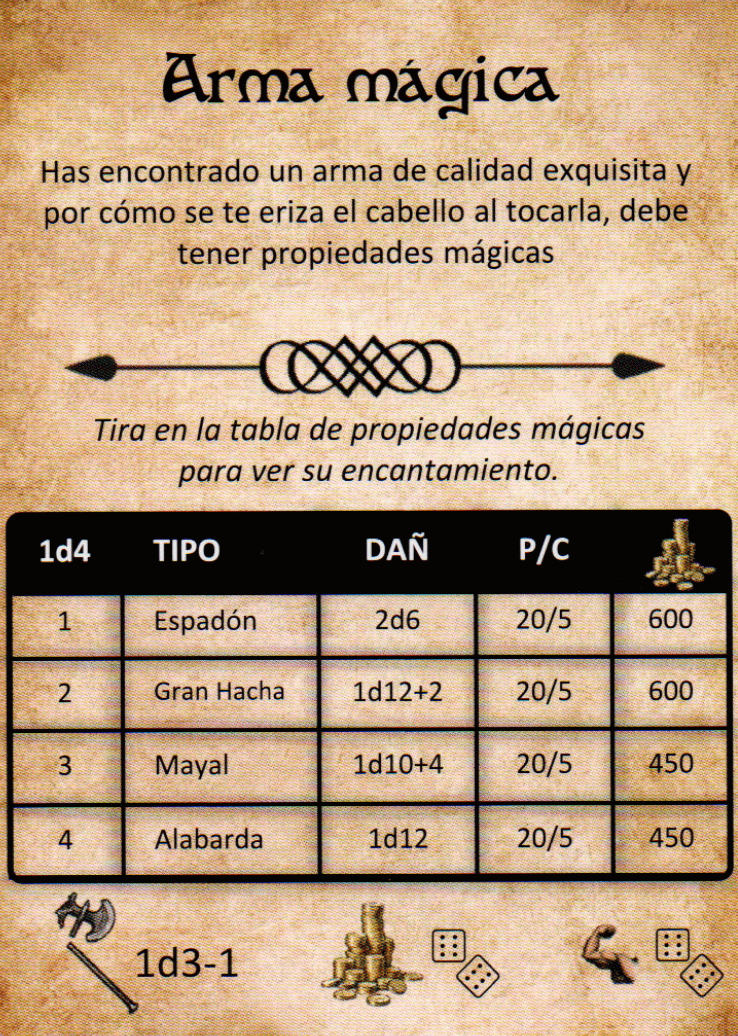 Arma mágica
Has encontrado un arma de calidad exquisita y
por cómo se te eriza el cabello al tocarla, debe
tener propiedades mágicas
Tira en la tabla de propiedades mágicas
para ver su encantamiento.
1d4 TIPO DAÑ P/C
1 Espadón 2d6 20/5 600
2 Gran Hacha 1d12+2 20/5 600
3 Mayal 1d10+4 20/5 450
4 Alabarda 1d12 20/5 450
1d3-1